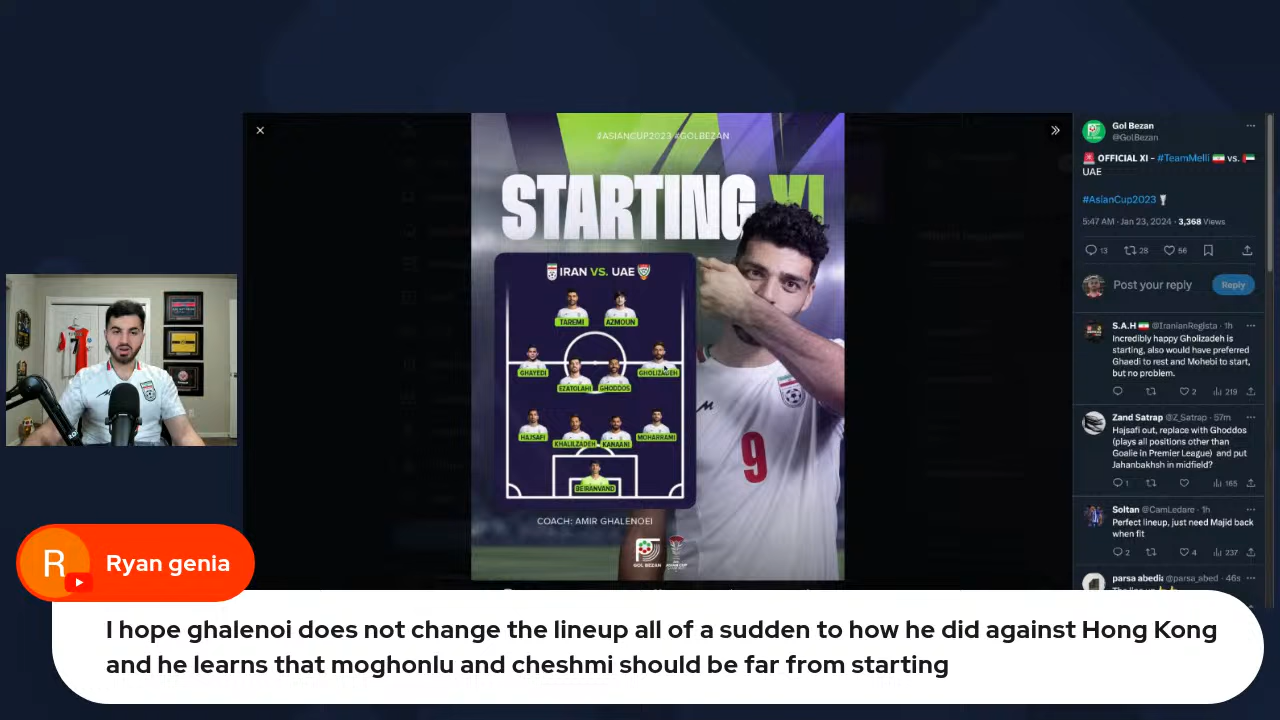 #ASIANCUP2023 #GOLBEZAN
STARTING XI
IRAN VS. UAE
TAREMI
AZMOUN
GHAYEDI
EZATOLAHI
GHODDOS
GHOLIZADEH
HAJSAFI
KHALILZADEH
KANAANI
MOHARRAMI
BEIRANVAND
COACH: AMIR GHALENOEI
GOL BEZAN
9
7
Gol Bezan
@GolBezan
OFFICIAL XI - #TeamMelli vs.
UAE
#AsianCup2023
5:47 AM · Jan 23, 2024 · 3,368 Views
13 28 56
Post your reply
Reply
S.A.H @IranianRegista · 1h
Incredibly happy Gholizadeh is
starting, also would have preferred
Ghaedi to rest and Mohebi to start,
but no problem.
2 219
Zand Satrap @Z_Satrap · 57m
Hajsafi out, replace with Ghoddos
(plays all positions other than
Goalie in Premier League) and put
Jahanbakhsh in midfield?
1 165
Soltan @CamLedare · 1h
Perfect lineup, just need Majid back
when fit
2 4 237
parsa abedia @parsa_abed · 46s
R
Ryan genia
I hope ghalenoi does not change the lineup all of a sudden to how he did against Hong Kong
and he learns that moghonlu and cheshmi should be far from starting